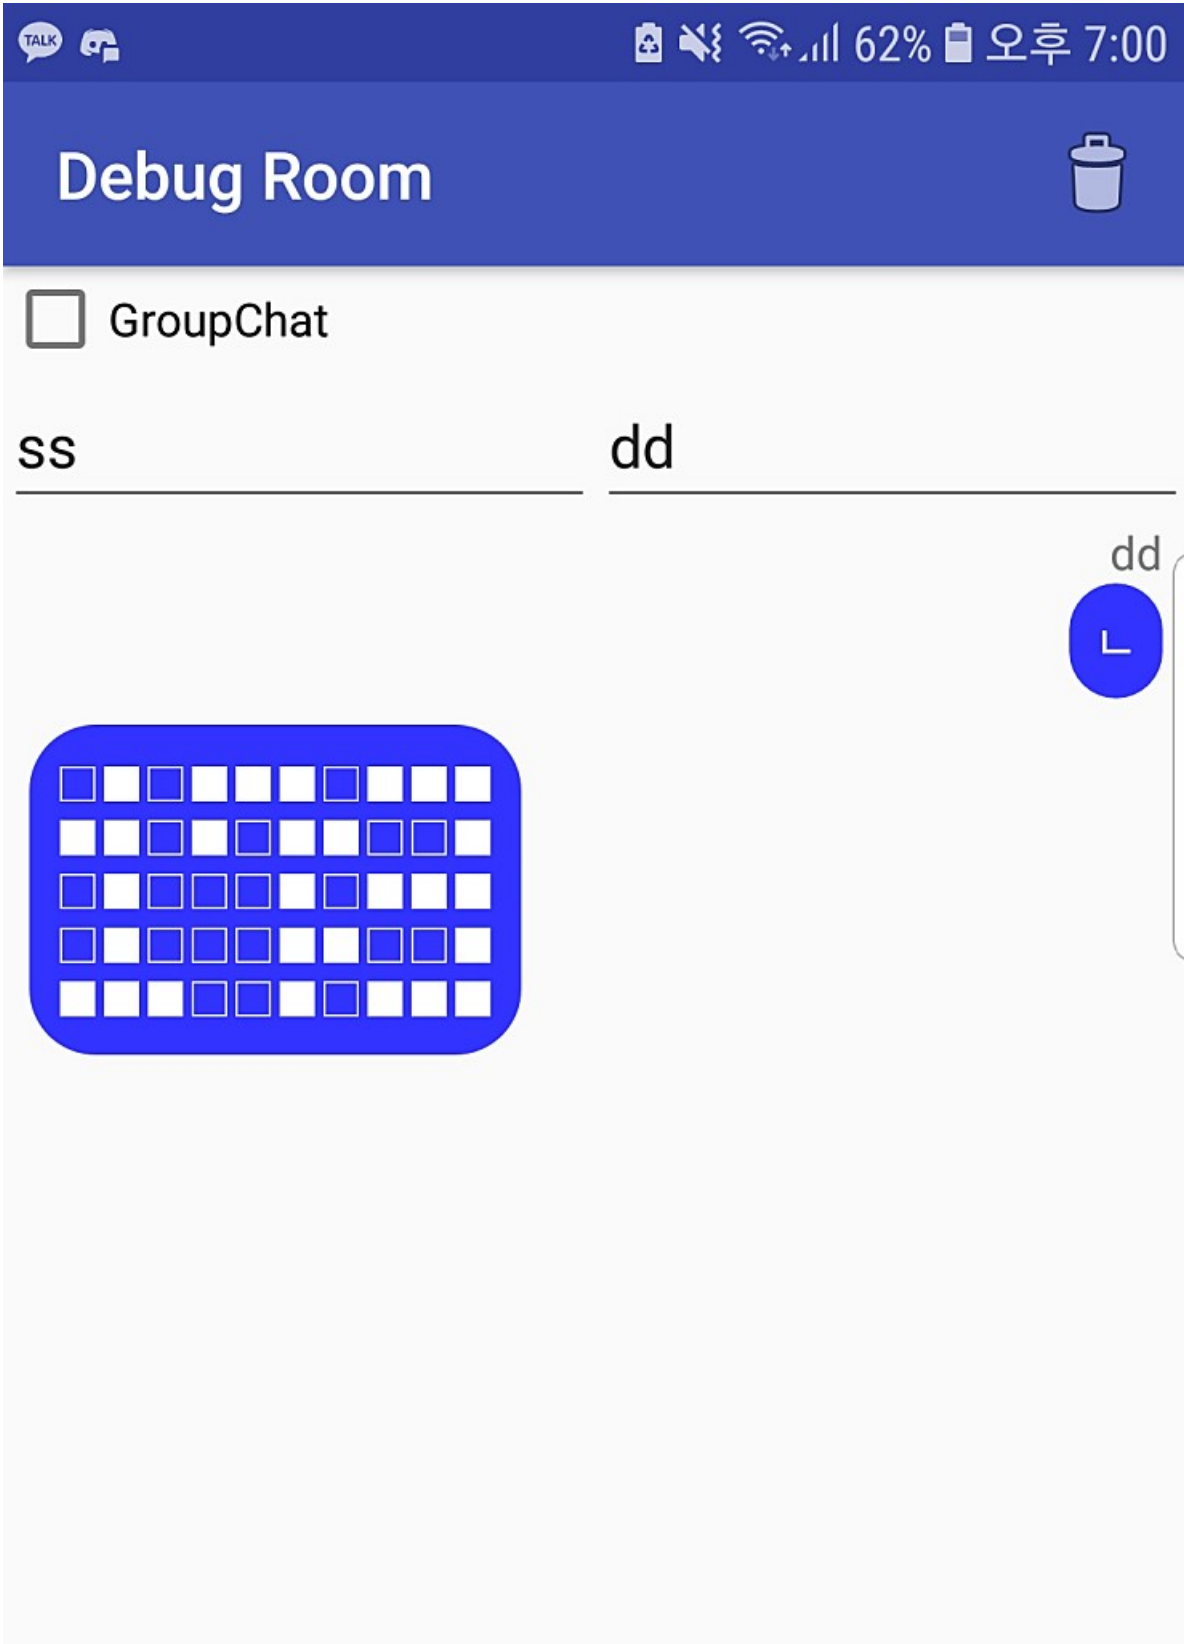 TALK 62% 오후 7:00
Debug Room
GroupChat
ss dd
dd
ㄴ
□■□■■■□■■■
■■□■□■■□□■
□■□□□■□■■■
□■□□□■■□□■
■■■□□■□■■■